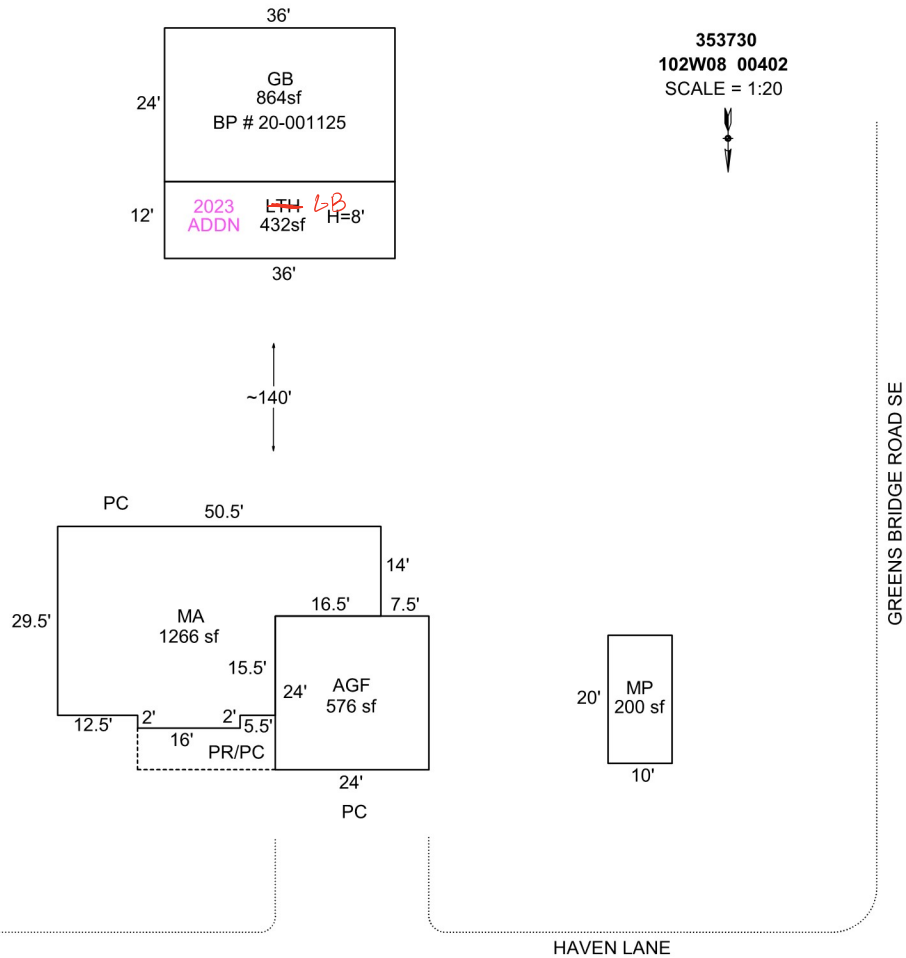 353730
102W08 00402
SCALE = 1:20
36'
24'
GB
864sf
BP # 20-001125
12'
2023
ADDN
LTH GB
432sf
H=8'
36'
~140'
PC
50.5'
14'
29.5'
MA
1266 sf
16.5'
7.5'
15.5'
24'
AGF
576 sf
12.5'
2'
16'
2'
5.5'
PR/PC
24'
PC
20'
MP
200 sf
10'
GREENS BRIDGE ROAD SE
HAVEN LANE